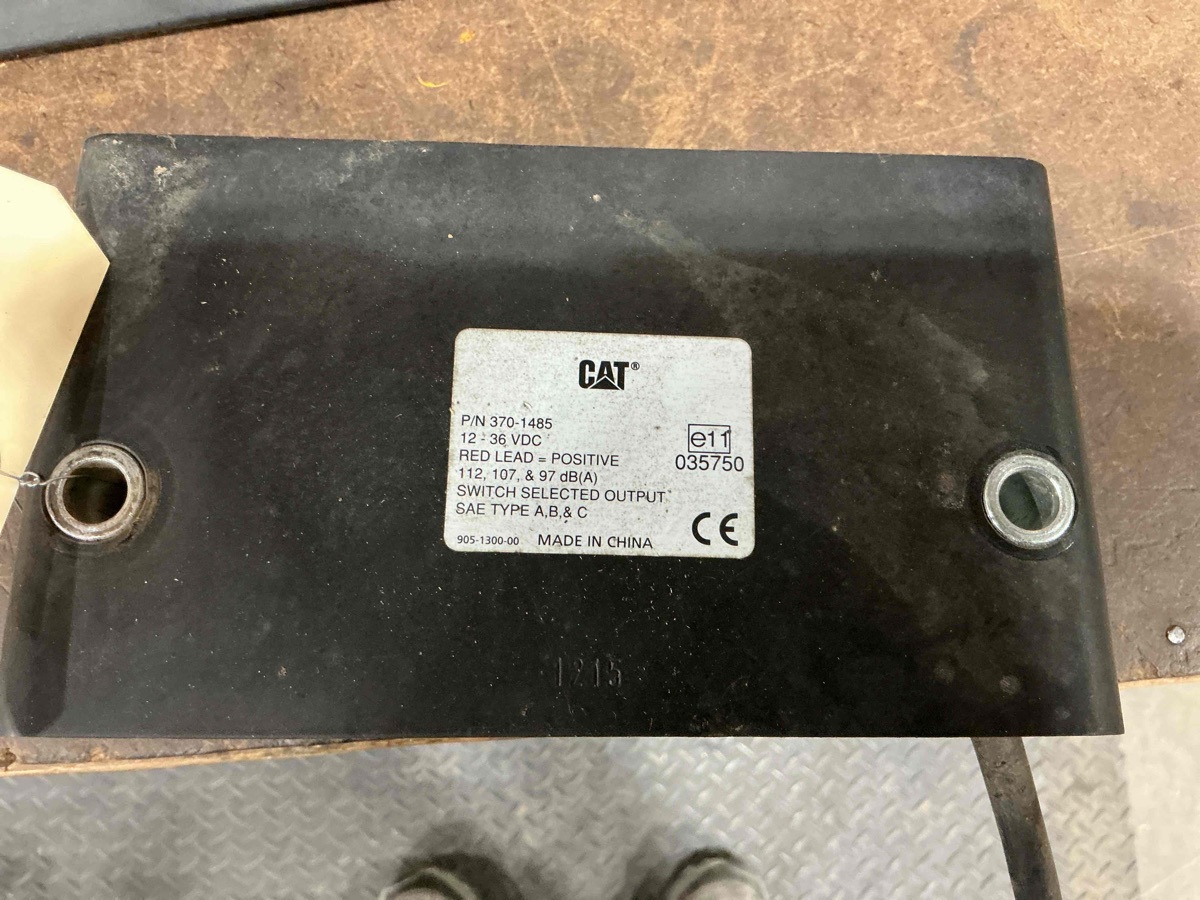 CAT®
P/N 370-1485
12 - 36 VDC
RED LEAD = POSITIVE
112, 107, & 97 dB(A)
SWITCH SELECTED OUTPUT
SAE TYPE A,B,& C
e11
035750
905-1300-00 MADE IN CHINA
CE
1215